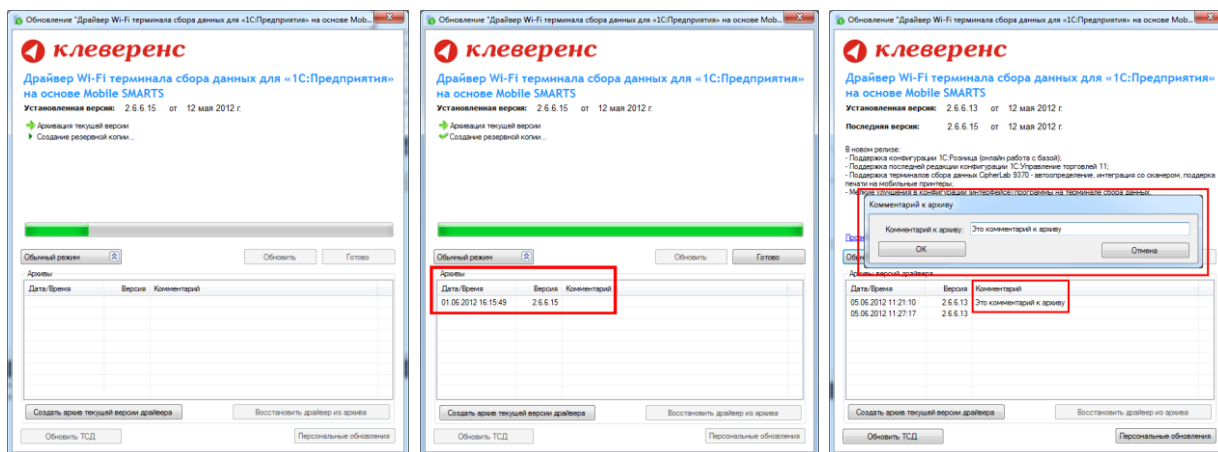 Обновление "Драйвер Wi-Fi терминала сбора данных для «1С:Предприятия» на основе Mob...
клеверенс
Драйвер Wi-Fi терминала сбора данных для «1С:Предприятия»
на основе Mobile SMARTS
Установленная версия: 2.6.6.15 от 12 мая 2012 г.
Архивация текущей версии
Создание резервной копии...
Обычный режим
Обновить
Готово
Архивы
Дата/Время Версия Комментарий
Создать архив текущей версии драйвера
Восстановить драйвер из архива
Обновить ТСД
Персональные обновления
Обновление "Драйвер Wi-Fi терминала сбора данных для «1С:Предприятия» на основе Mob...
клеверенс
Драйвер Wi-Fi терминала сбора данных для «1С:Предприятия»
на основе Mobile SMARTS
Установленная версия: 2.6.6.15 от 12 мая 2012 г.
Архивация текущей версии
Создание резервной копии...
Обычный режим
Обновить
Готово
Архивы
Дата/Время Версия Комментарий
01.06.2012 16:15:49 2.6.6.15
Создать архив текущей версии драйвера
Восстановить драйвер из архива
Обновить ТСД
Персональные обновления
Обновление "Драйвер Wi-Fi терминала сбора данных для «1С:Предприятия» на основе Mob...
клеверенс
Драйвер Wi-Fi терминала сбора данных для «1С:Предприятия»
на основе Mobile SMARTS
Установленная версия: 2.6.6.13 от 12 мая 2012 г.
Последняя версия: 2.6.6.15 от 12 мая 2012 г.
В новом релизе:
- Поддержка конфигурации 1С:Розница (онлайн работа с базой);
- Поддержка последней редакции конфигурации 1С:Управление торговлей 11;
- Поддержка терминалов сбора данных CipherLab 9370 - автоопределение, интеграция со сканером, поддерка
печати на мобильные принтеры;
- Мелкие улучшения в конфигурации (интерфейсе) программы на терминале сбора данных.
Комментарий к архиву
Комментарий к архиву: Это комментарий к архиву
ОК
Отмена
Архивы версий драйвера
Дата/Время Версия Комментарий
05.06.2012 11:21:10 2.6.6.13 Это комментарий к архиву
05.06.2012 11:27:17 2.6.6.13
Создать архив текущей версии драйвера
Восстановить драйвер из архива
Обновить ТСД
Персональные обновления